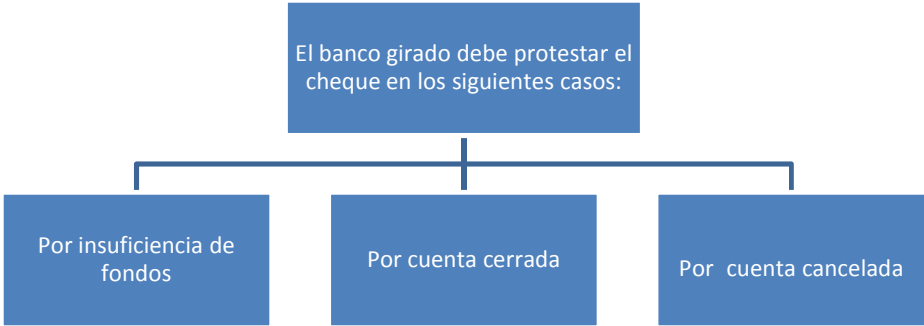 El banco girado debe protestar el
cheque en los siguientes casos:
Por insuficiencia de
fondos
Por cuenta cerrada
Por  cuenta cancelada